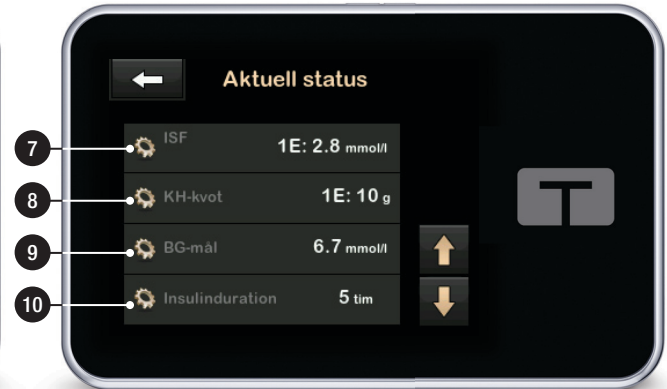 Aktuell status
7 ISF 1E: 2.8 mmol/l
8 KH-kvot 1E: 10 g
9 BG-mål 6.7 mmol/l
10 Insulinduration 5 tim